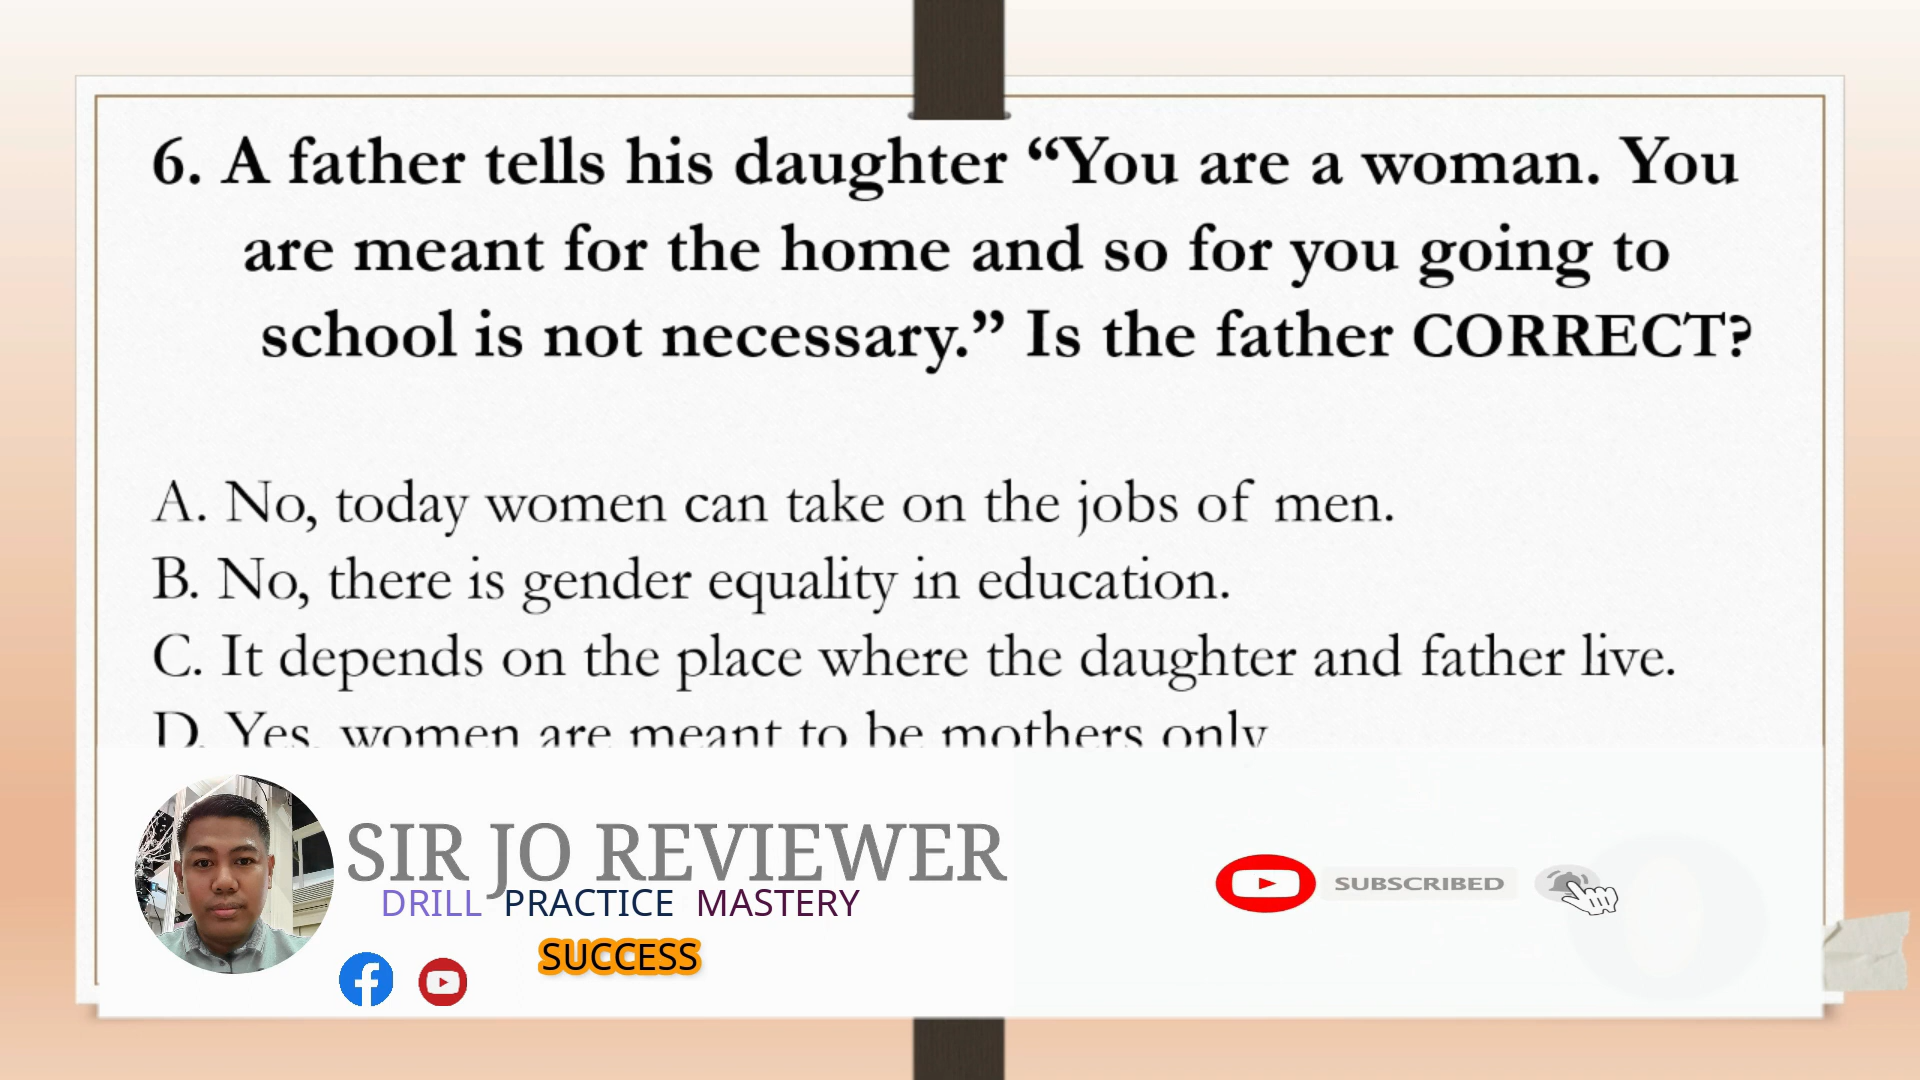 6. A father tells his daughter “You are a woman. You
are meant for the home and so for you going to
school is not necessary.” Is the father CORRECT?
A. No, today women can take on the jobs of men.
B. No, there is gender equality in education.
C. It depends on the place where the daughter and father live.
D. Yes, women are meant to be mothers only
SIR JO REVIEWER
DRILL PRACTICE MASTERY
SUCCESS
SUBSCRIBED